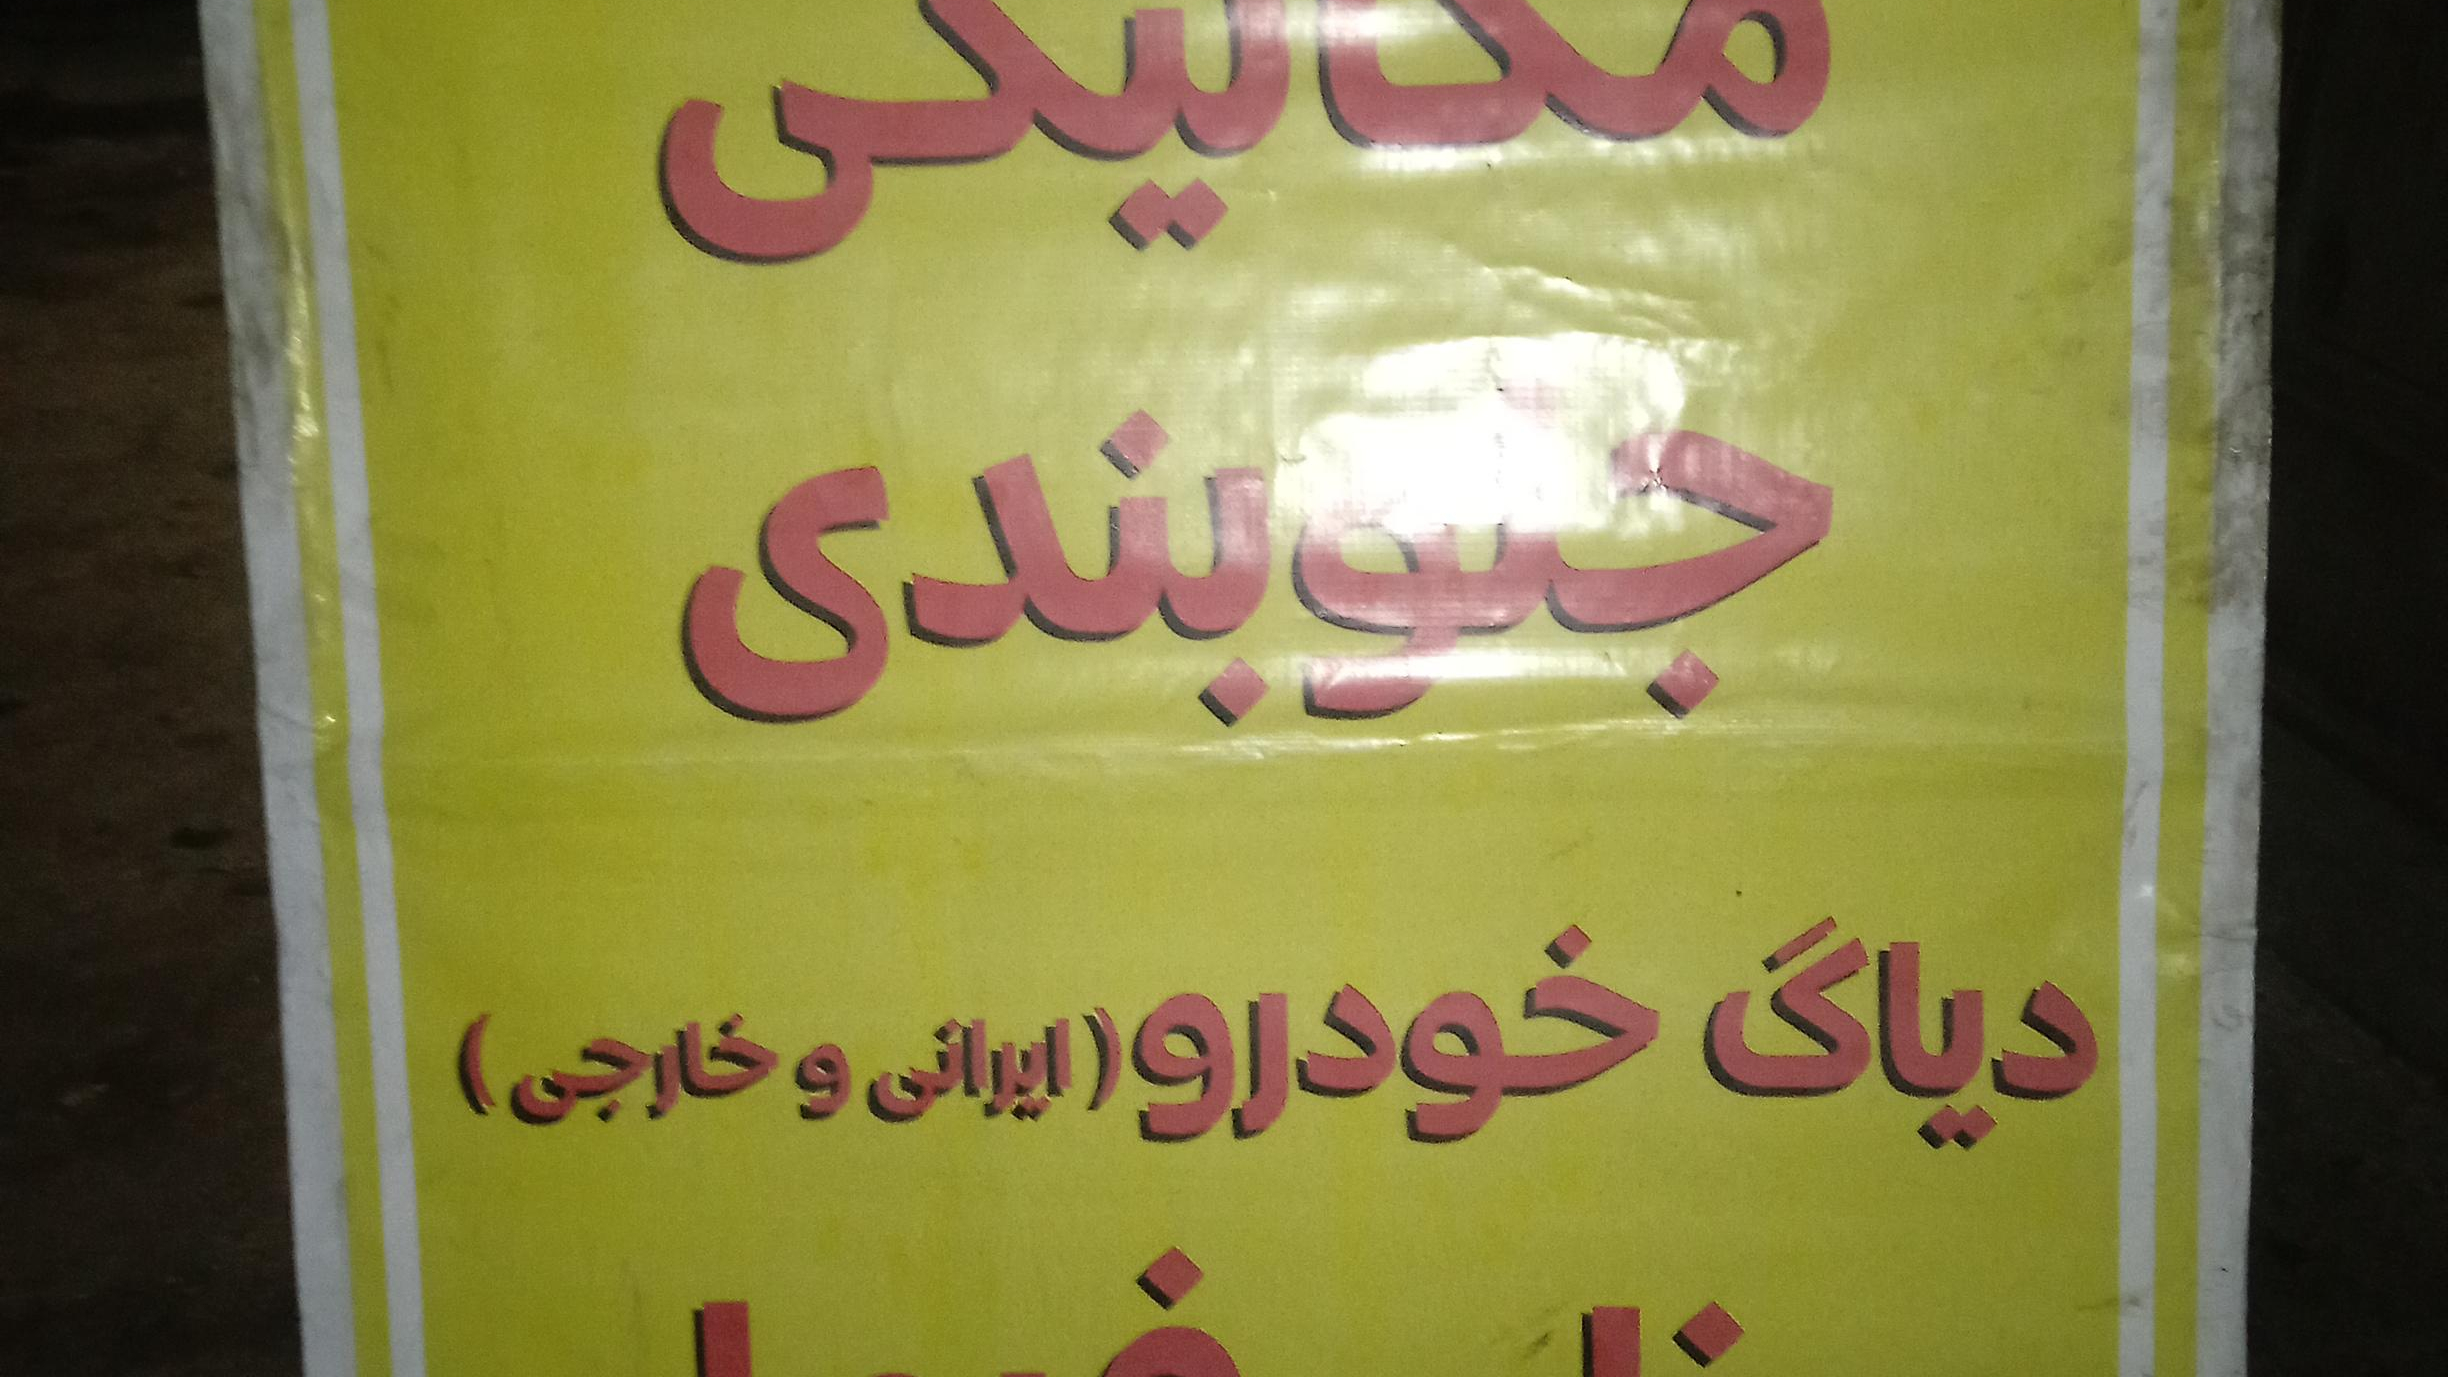 مکانیکی
جلوبندی
دیاگ خودرو ( ایرانی و خارجی )